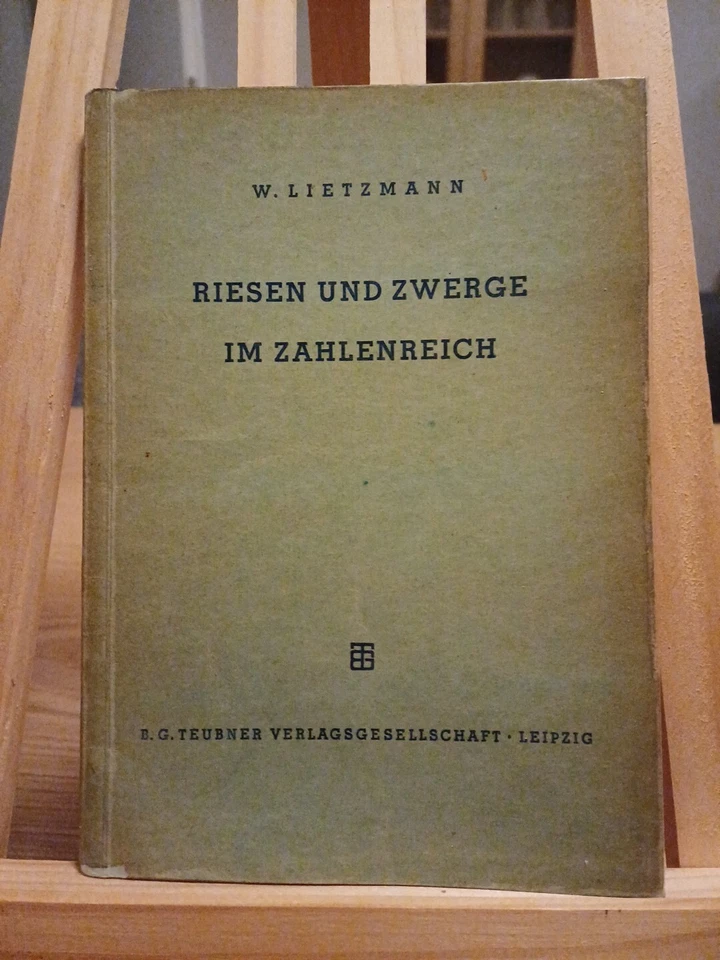 W. LIETZMANN
RIESEN UND ZWERGE
IM ZAHLENREICH
B. G. TEUBNER VERLAGSGESELLSCHAFT · LEIPZIG